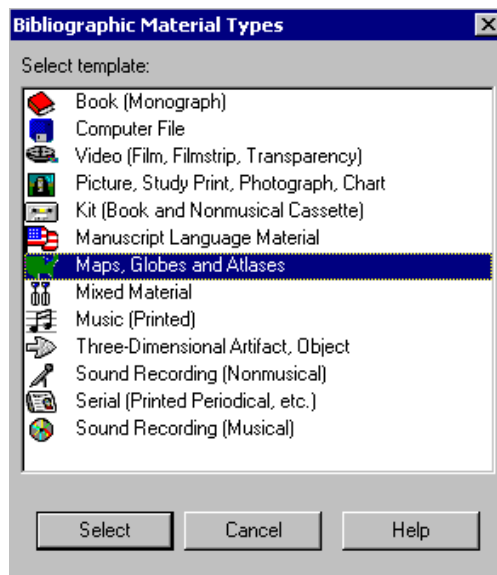 Bibliographic Material Types
Select template:
Book (Monograph)
Computer File
Video (Film, Filmstrip, Transparency)
Picture, Study Print, Photograph, Chart
Kit (Book and Nonmusical Cassette)
Manuscript Language Material
Maps, Globes and Atlases
Mixed Material
Music (Printed)
Three-Dimensional Artifact, Object
Sound Recording (Nonmusical)
Serial (Printed Periodical, etc.)
Sound Recording (Musical)
Select Cancel Help